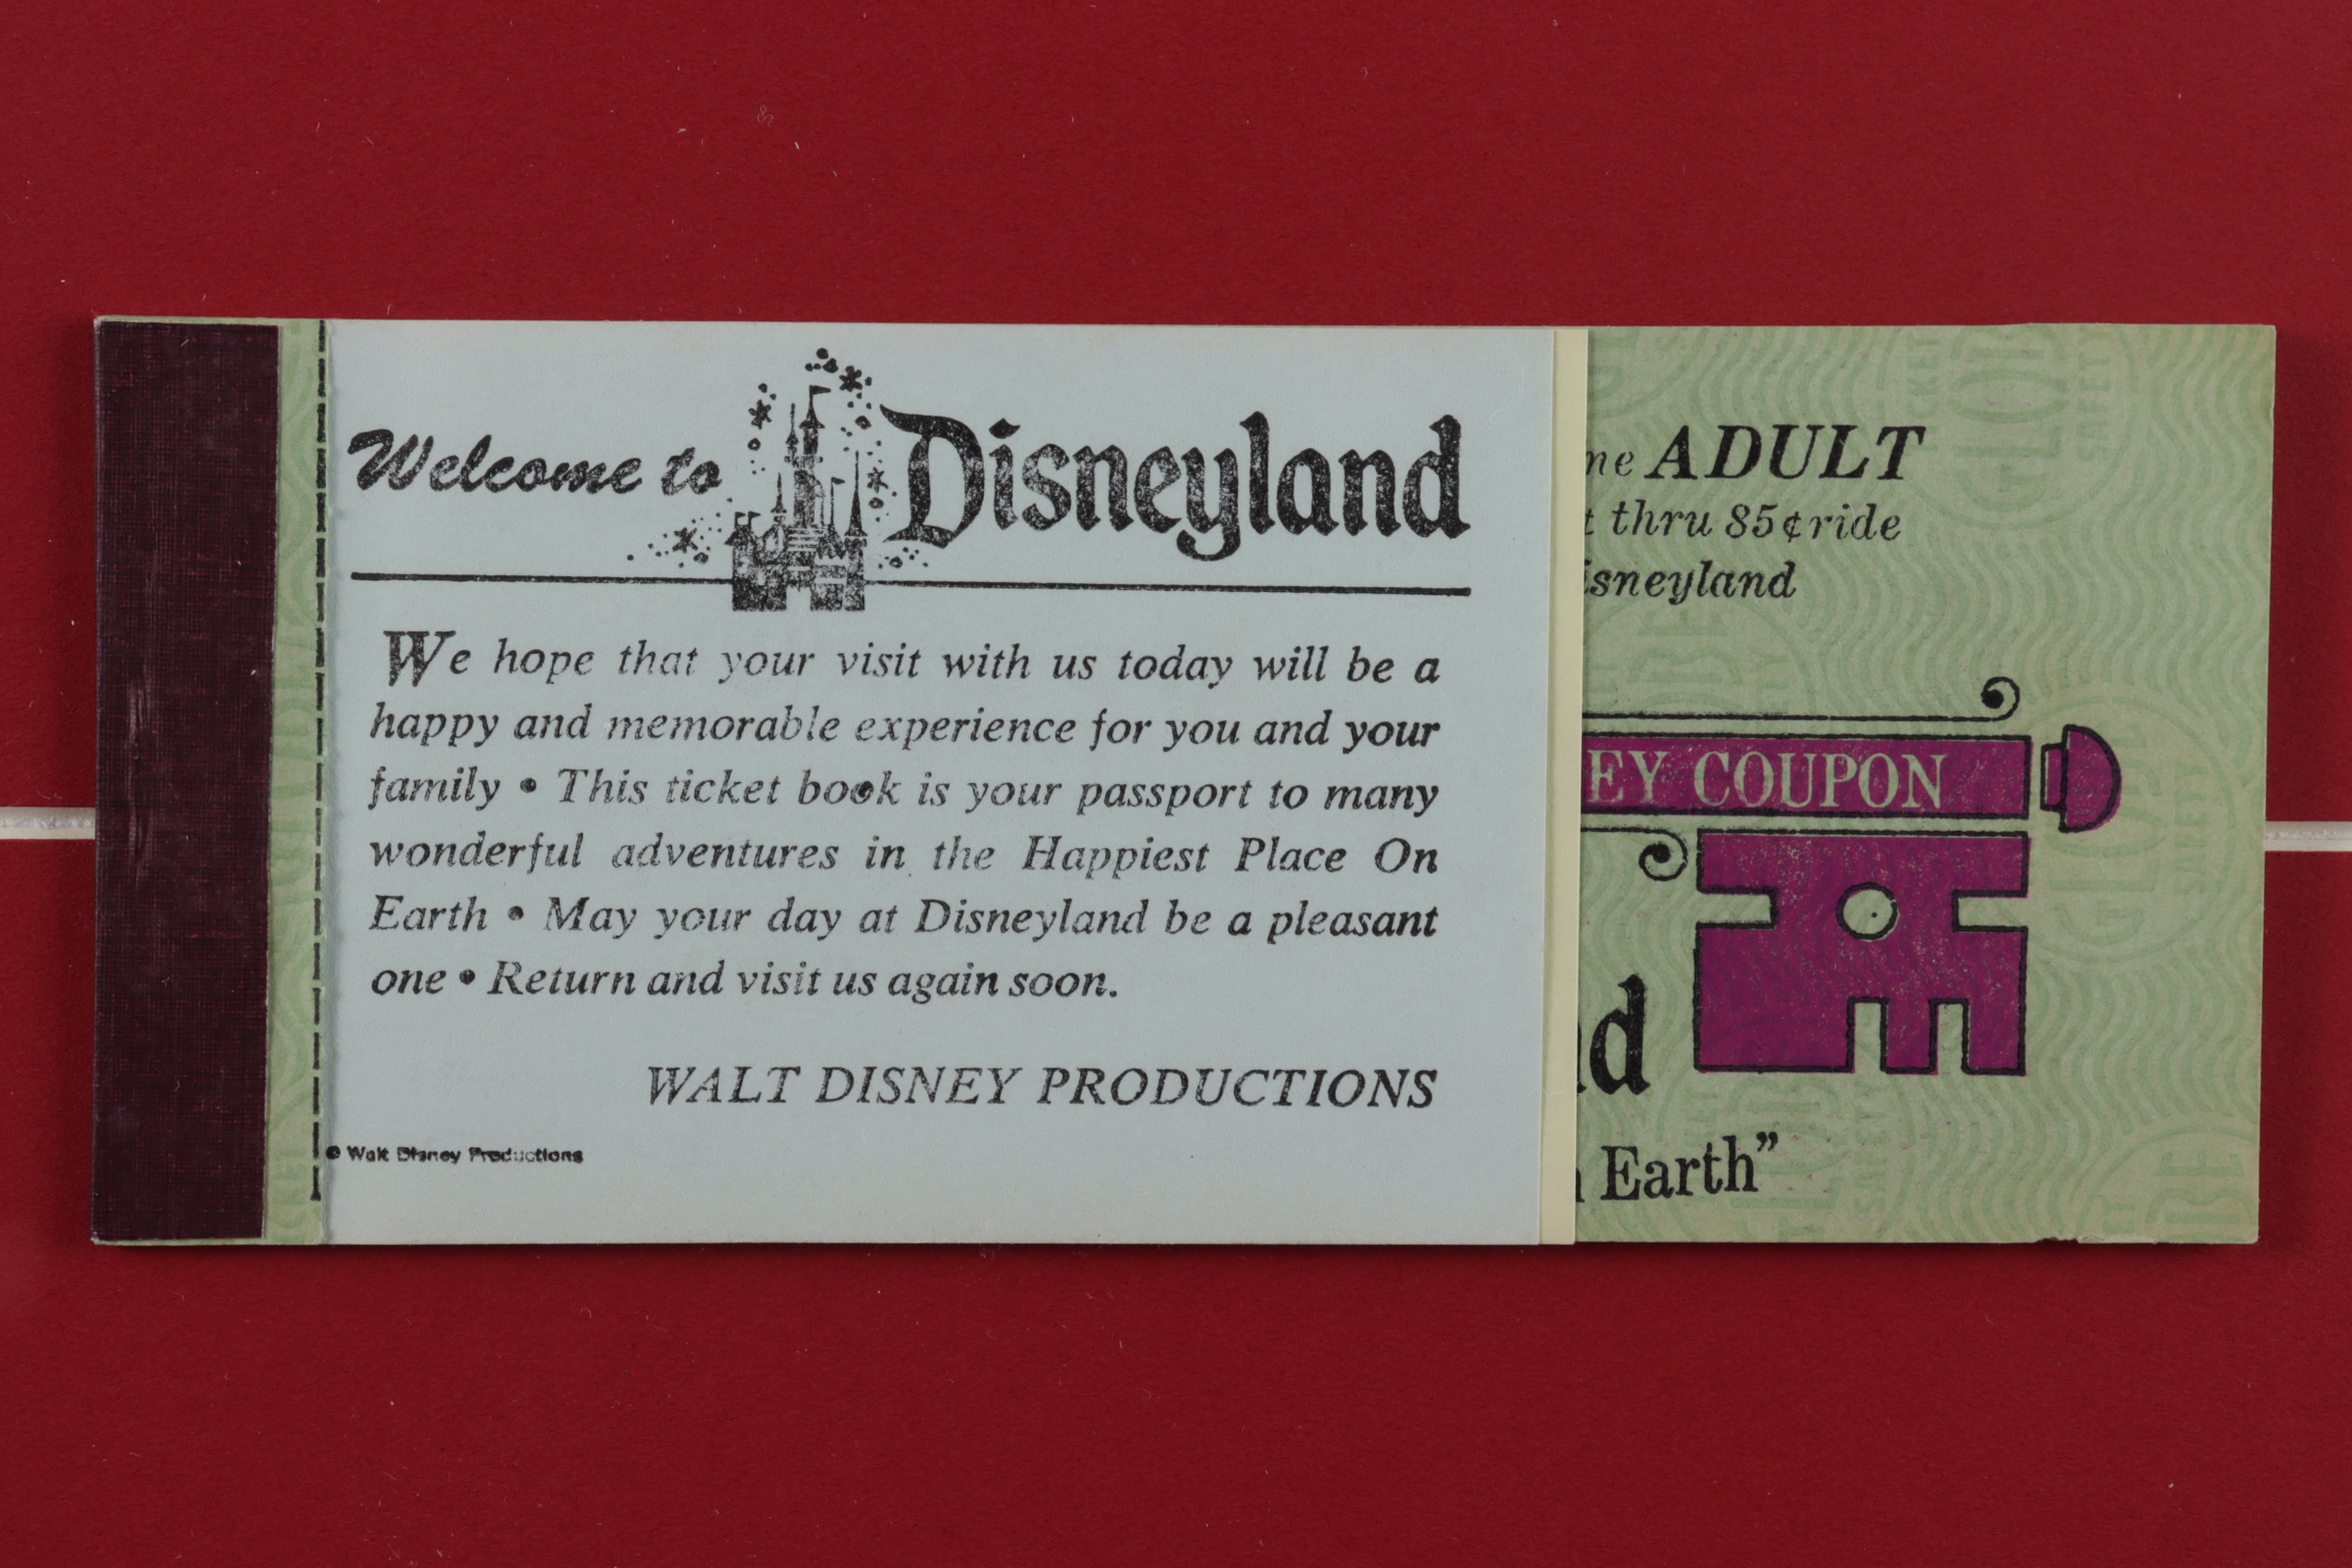 Welcome to Disneyland
We hope that your visit with us today will be a
happy and memorable experience for you and your
family • This ticket book is your passport to many
wonderful adventures in the Happiest Place On
Earth • May your day at Disneyland be a pleasant
one • Return and visit us again soon.
WALT DISNEY PRODUCTIONS
© Walt Disney Productions
ADULT
thru 85¢ ride
isneyland
EY COUPON
d
Earth”